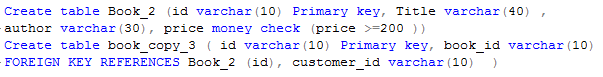 Create table Book_2 (id varchar(10) Primary key, Title varchar(40) ,
author varchar(30), price money check (price >=200 ))
Create table book_copy_3 ( id varchar(10) Primary key, book_id varchar(10)
FOREIGN KEY REFERENCES Book_2 (id), customer_id varchar(10)  )